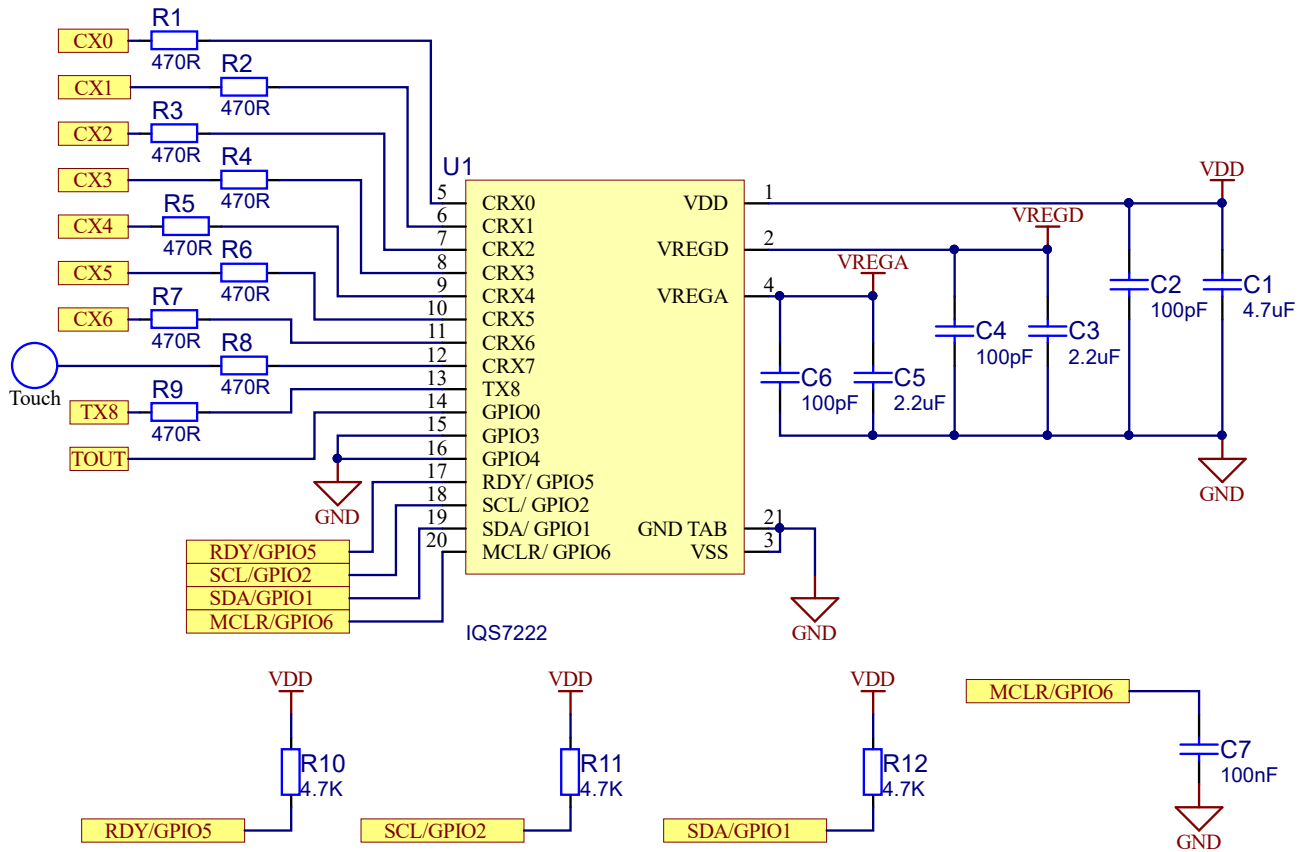 CX0
R1
470R
CX1
R2
470R
CX2
R3
470R
CX3
R4
470R
CX4
R5
470R
CX5
R6
470R
CX6
R7
470R
Touch
R8
470R
TX8
R9
470R
TOUT
GND
RDY/GPIO5
SCL/GPIO2
SDA/GPIO1
MCLR/GPIO6
U1
5 CRX0
6 CRX1
7 CRX2
8 CRX3
9 CRX4
10 CRX5
11 CRX6
12 CRX7
13 TX8
14 GPIO0
15 GPIO3
16 GPIO4
17 RDY/ GPIO5
18 SCL/ GPIO2
19 SDA/ GPIO1
20 MCLR/ GPIO6
VDD 1
VREGD 2
VREGA 4
GND TAB 21
VSS 3
IQS7222
VDD
VREGD
VREGA
C2
100pF
C1
4.7uF
C4
100pF
C3
2.2uF
C6
100pF
C5
2.2uF
GND
GND
VDD
R10
4.7K
RDY/GPIO5
VDD
R11
4.7K
SCL/GPIO2
VDD
R12
4.7K
SDA/GPIO1
MCLR/GPIO6
C7
100nF
GND